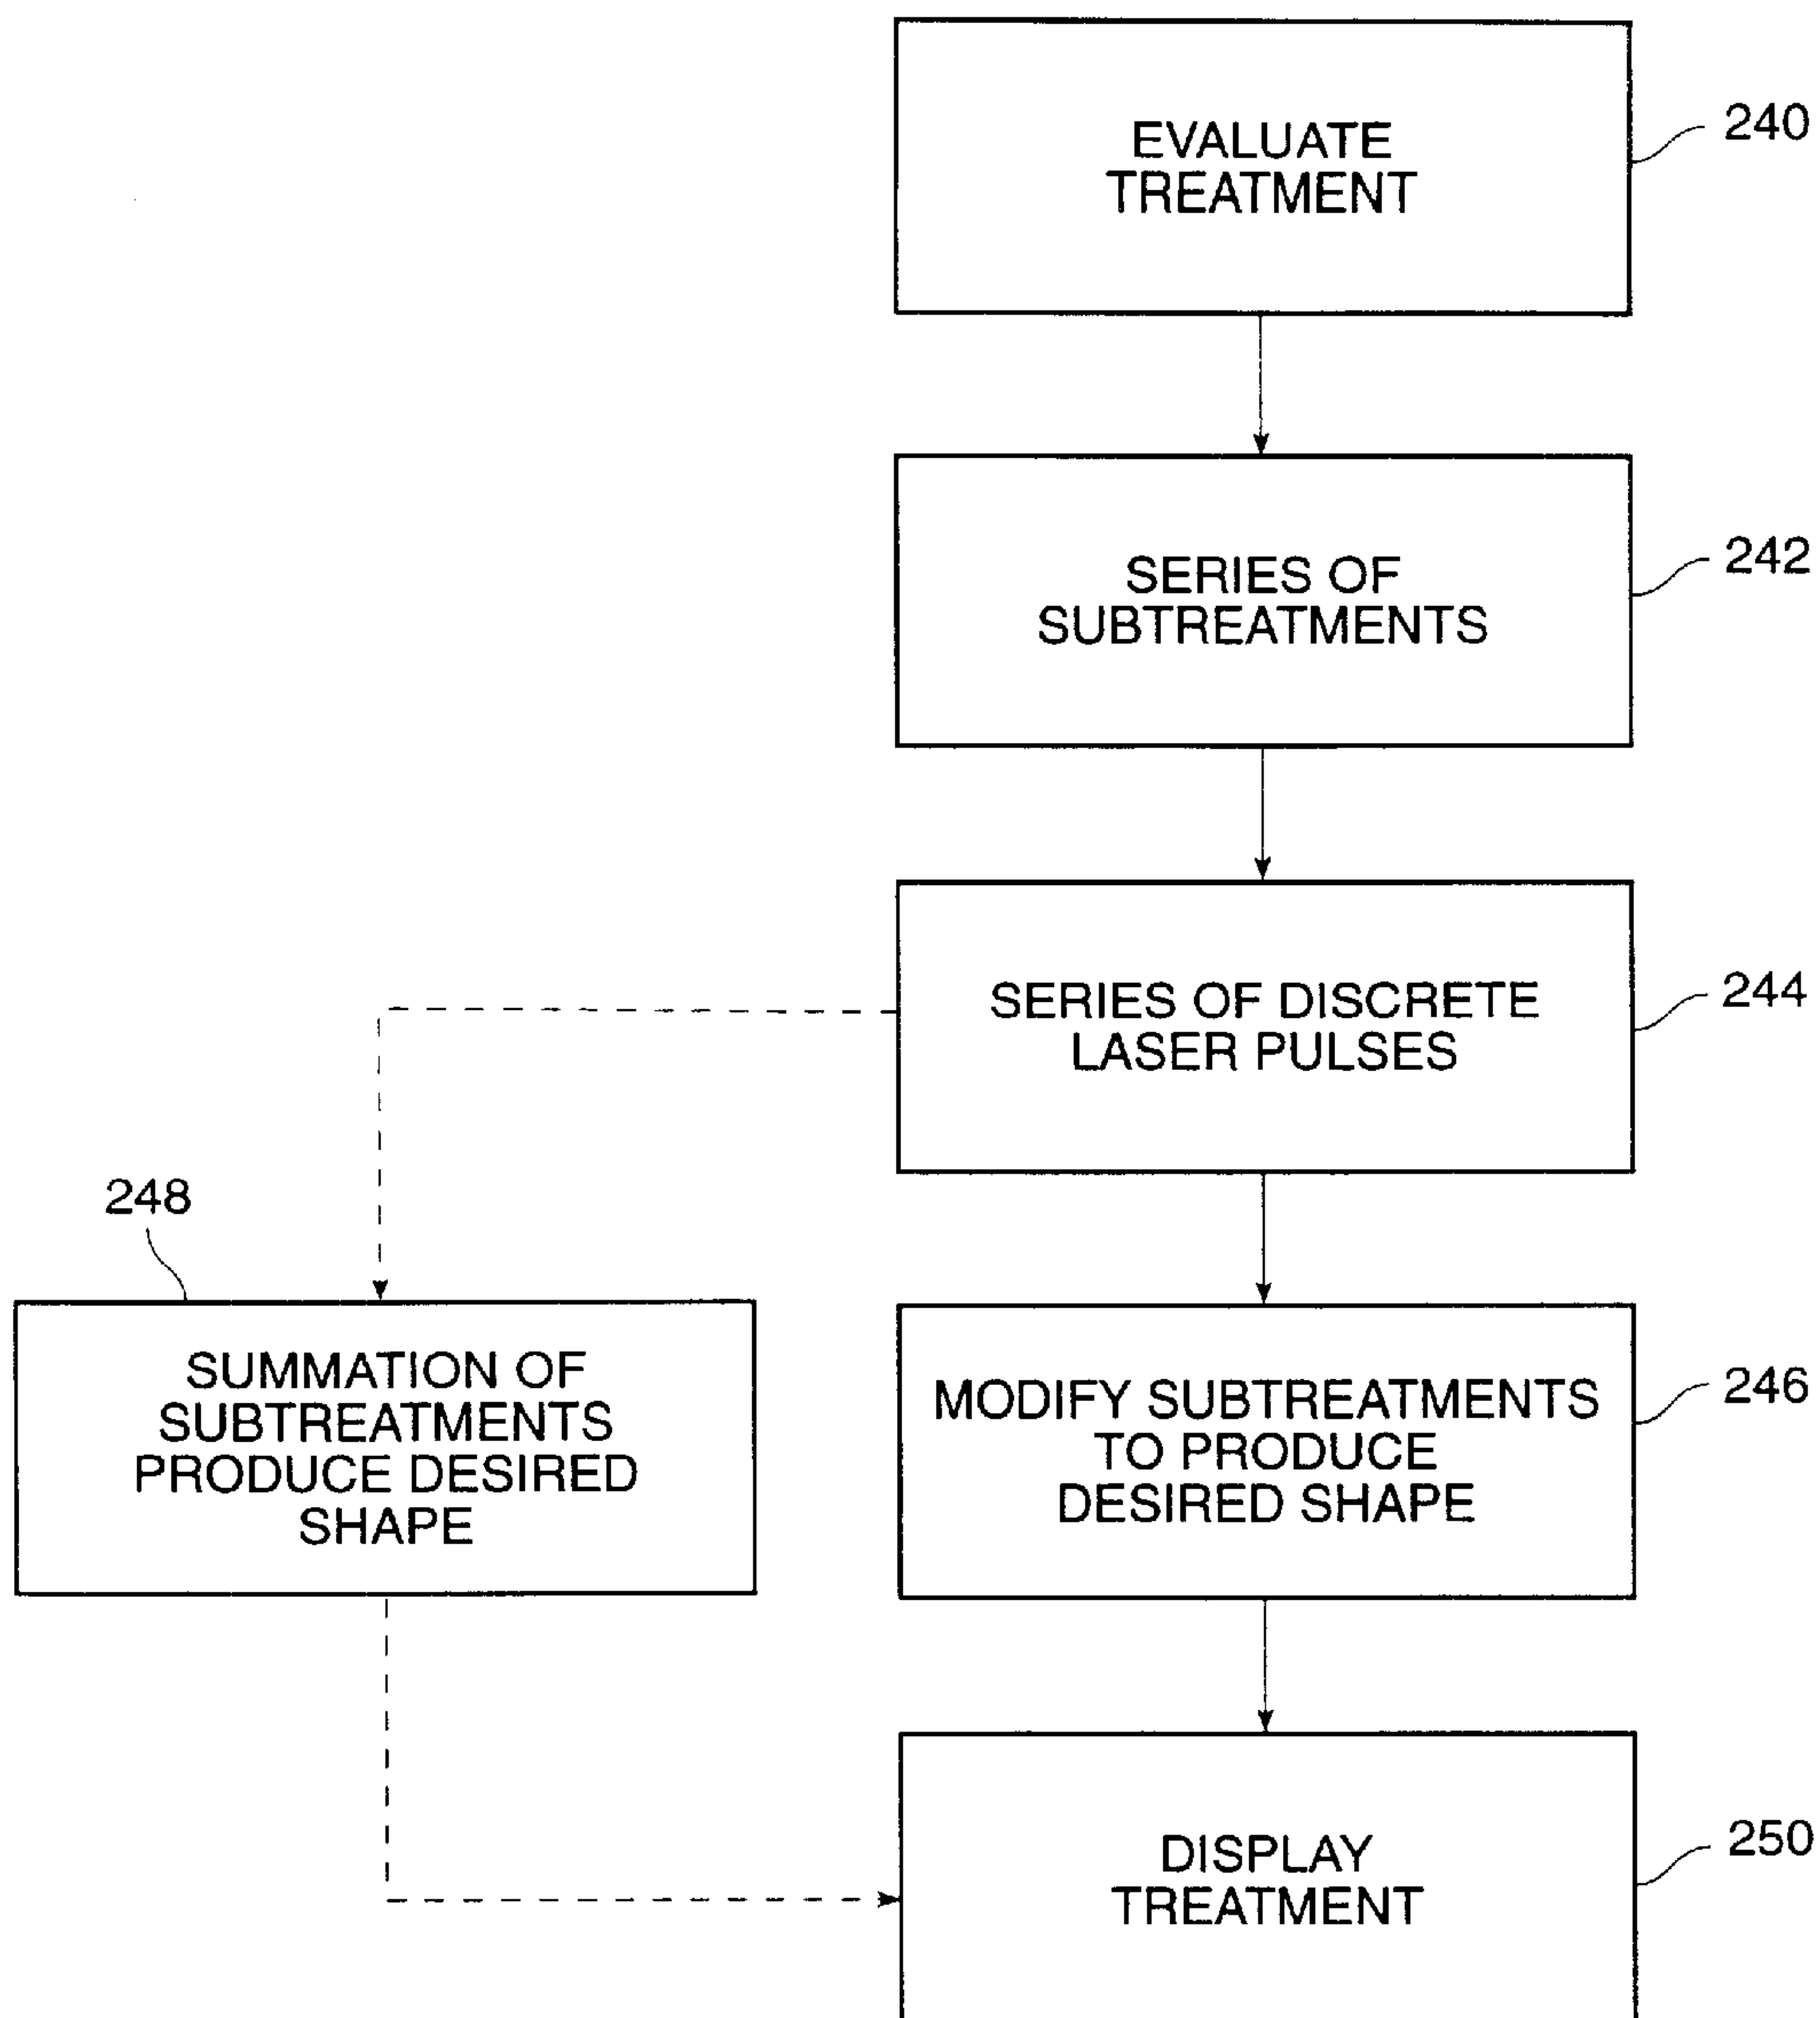 EVALUATE
TREATMENT
240
SERIES OF
SUBTREATMENTS
242
SERIES OF DISCRETE
LASER PULSES
244
248
SUMMATION OF
SUBTREATMENTS
PRODUCE DESIRED
SHAPE
MODIFY SUBTREATMENTS
TO PRODUCE
DESIRED SHAPE
246
DISPLAY
TREATMENT
250